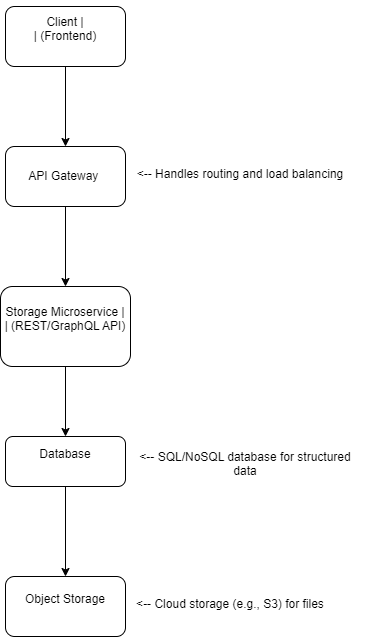 Client |
| (Frontend)
API Gateway
<-- Handles routing and load balancing
Storage Microservice |
| (REST/GraphQL API)
Database
<-- SQL/NoSQL database for structured
data
Object Storage
<-- Cloud storage (e.g., S3) for files